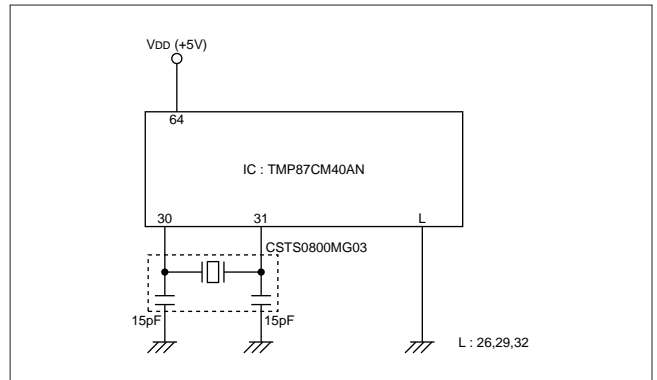 VDD (+5V)
64
IC : TMP87CM40AN
30
31
L
CSTS0800MG03
15pF
15pF
L : 26,29,32